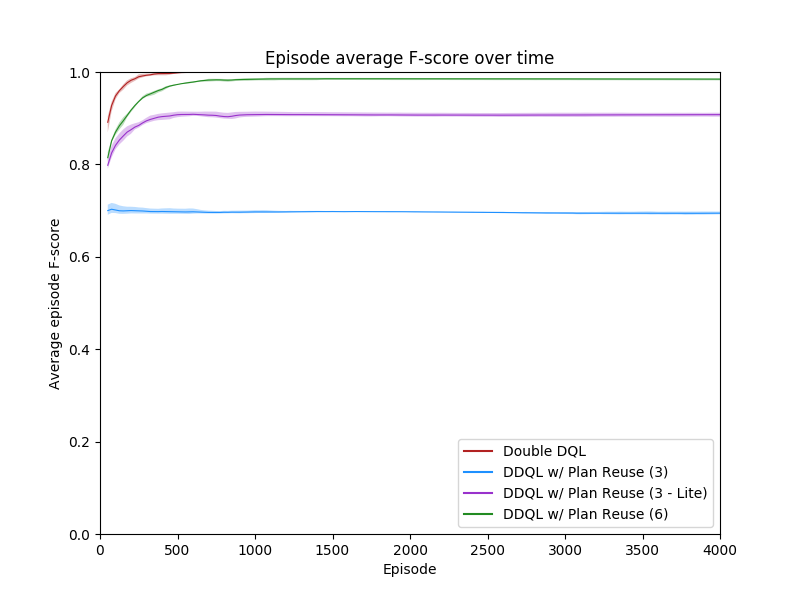 Episode average F-score over time
Average episode F-score
1.0
0.8
0.6
0.4
0.2
0.0
Double DQL
DDQL w/ Plan Reuse (3)
DDQL w/ Plan Reuse (3 - Lite)
DDQL w/ Plan Reuse (6)
0 500 1000 1500 2000 2500 3000 3500 4000
Episode